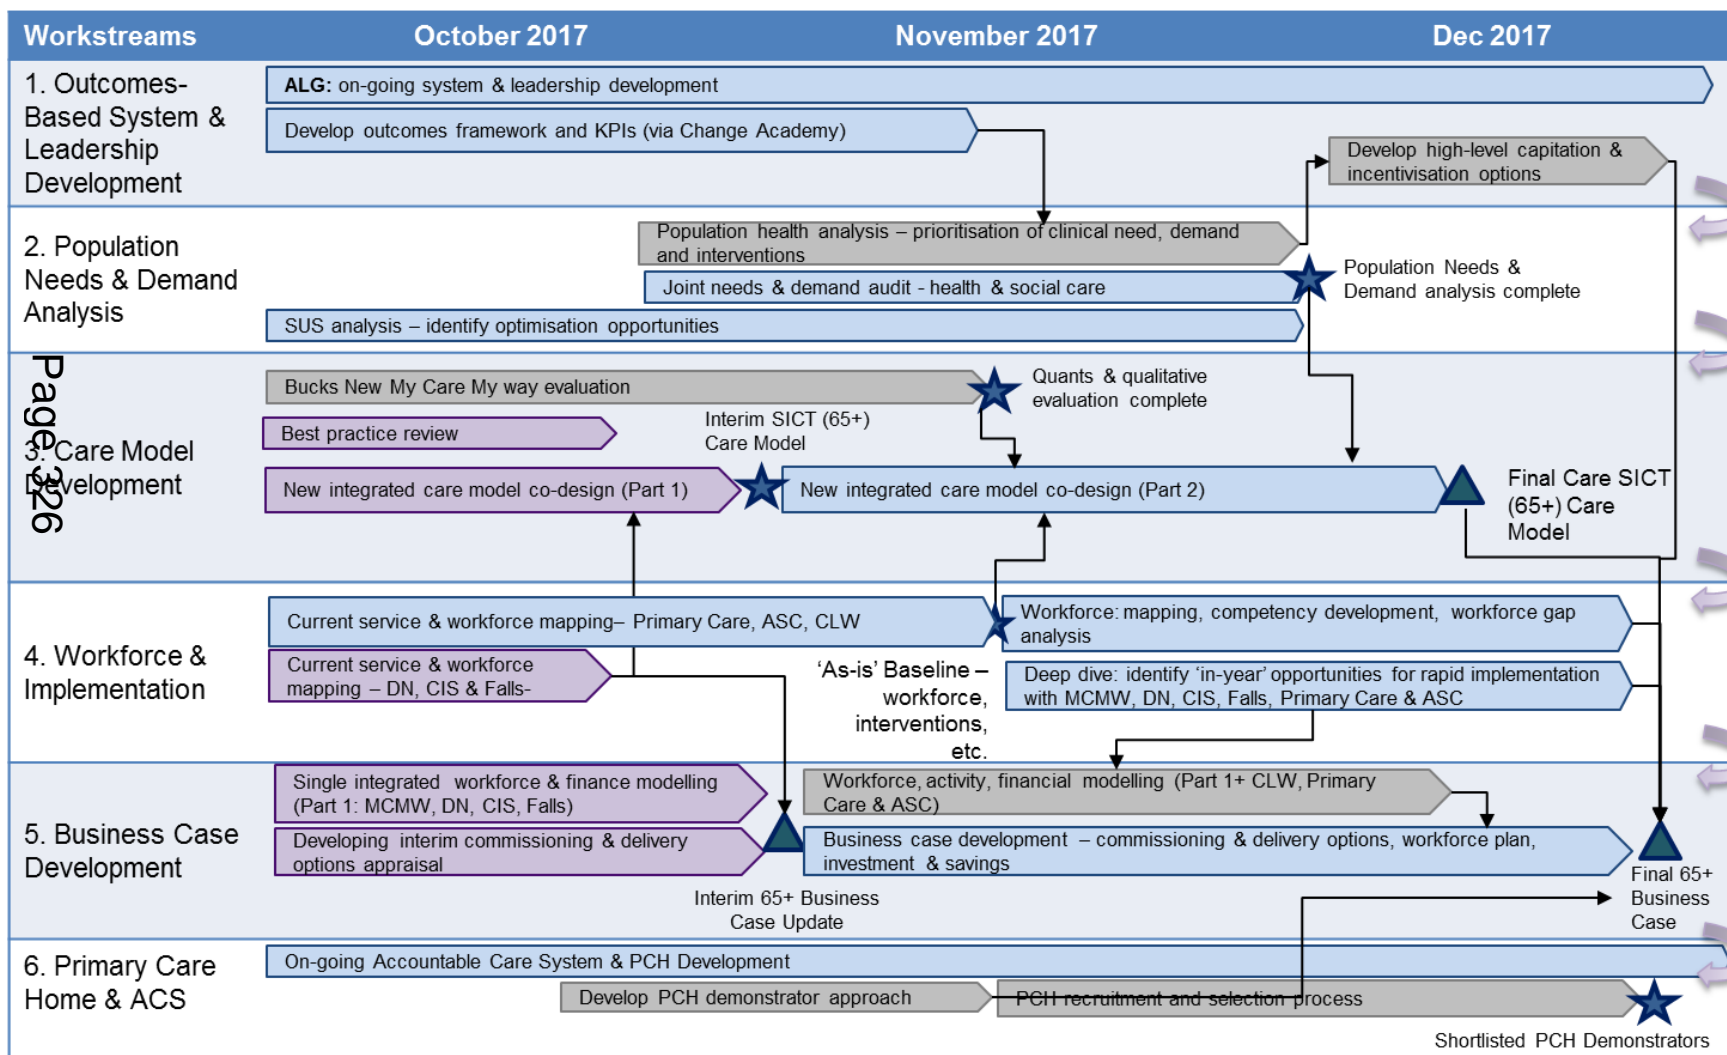 Workstreams
October 2017
November 2017
Dec 2017
1. Outcomes-
Based System &
Leadership
Development
ALG: on-going system & leadership development
Develop outcomes framework and KPIs (via Change Academy)
Develop high-level capitation &
incentivisation options
2. Population
Needs & Demand
Analysis
Population health analysis – prioritisation of clinical need, demand
and interventions
Joint needs & demand audit - health & social care
Population Needs &
Demand analysis complete
SUS analysis – identify optimisation opportunities
Page 326
3. Care Model
Development
Bucks New My Care My way evaluation
Quants & qualitative
evaluation complete
Best practice review
Interim SICT (65+)
Care Model
New integrated care model co-design (Part 1)
New integrated care model co-design (Part 2)
Final Care SICT
(65+) Care
Model
4. Workforce &
Implementation
Current service & workforce mapping– Primary Care, ASC, CLW
Workforce: mapping, competency development, workforce gap
analysis
Current service & workforce
mapping – DN, CIS & Falls-
'As-is' Baseline –
workforce,
interventions,
etc.
Deep dive: identify 'in-year' opportunities for rapid implementation
with MCMW, DN, CIS, Falls, Primary Care & ASC
5. Business Case
Development
Single integrated workforce & finance modelling
(Part 1: MCMW, DN, CIS, Falls)
Workforce, activity, financial modelling (Part 1+ CLW, Primary
Care & ASC)
Developing interim commissioning & delivery
options appraisal
Business case development – commissioning & delivery options, workforce plan,
investment & savings
Interim 65+ Business
Case Update
Final 65+
Business
Case
6. Primary Care
Home & ACS
On-going Accountable Care System & PCH Development
Develop PCH demonstrator approach
PCH recruitment and selection process
Shortlisted PCH Demonstrators